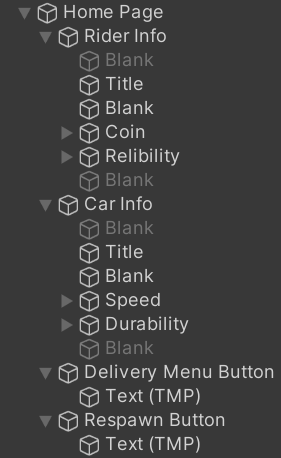 Home Page
Rider Info
Blank
Title
Blank
Coin
Relibility
Blank
Car Info
Blank
Title
Blank
Speed
Durability
Blank
Delivery Menu Button
Text (TMP)
Respawn Button
Text (TMP)